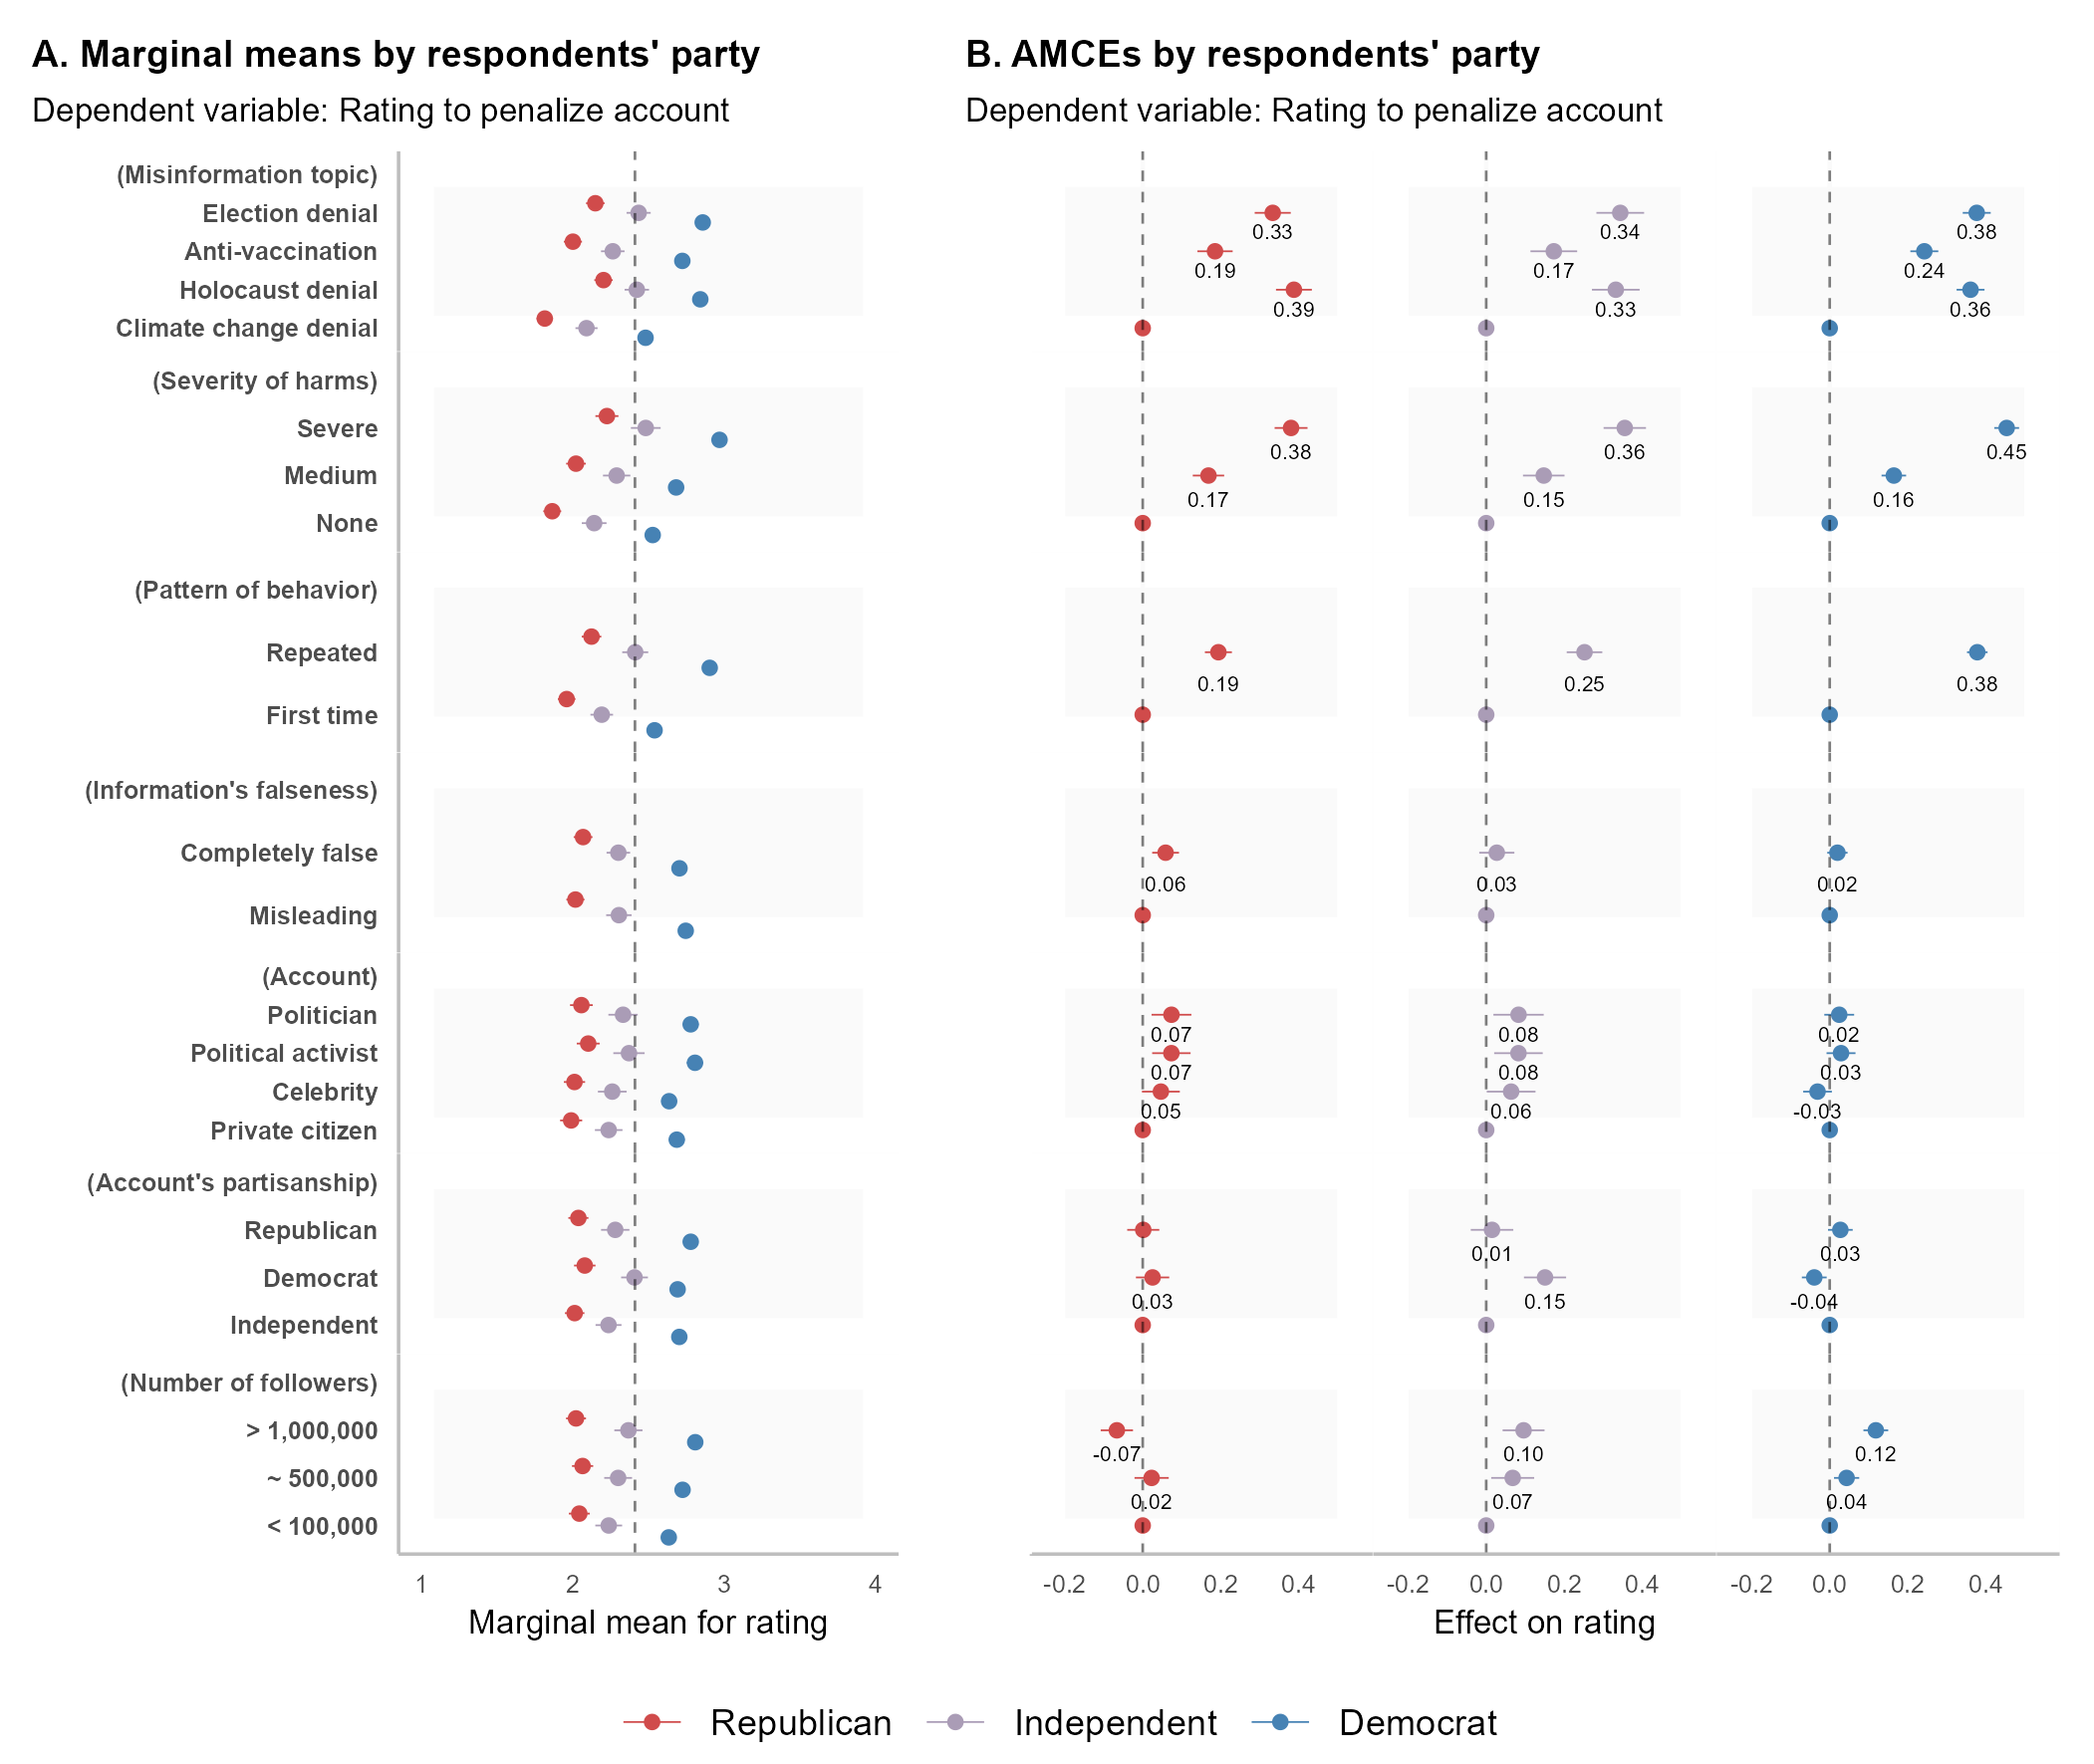 A. Marginal means by respondents' party
Dependent variable: Rating to penalize account
(Misinformation topic)
Election denial
Anti-vaccination
Holocaust denial
Climate change denial
(Severity of harms)
Severe
Medium
None
(Pattern of behavior)
Repeated
First time
(Information's falseness)
Completely false
Misleading
(Account)
Politician
Political activist
Celebrity
Private citizen
(Account's partisanship)
Republican
Democrat
Independent
(Number of followers)
> 1,000,000
~ 500,000
< 100,000
1 2 3 4
Marginal mean for rating
B. AMCEs by respondents' party
Dependent variable: Rating to penalize account
0.33 0.34 0.38
0.19 0.17 0.24
0.39 0.33 0.36
0.38 0.36 0.45
0.17 0.15 0.16
0.19 0.25 0.38
0.06 0.03 0.02
0.07 0.08 0.02
0.07 0.08 0.03
0.05 0.06 -0.03
0.01 0.03
0.03 0.15 -0.04
-0.07 0.10 0.12
0.02 0.07 0.04
-0.2 0.0 0.2 0.4 -0.2 0.0 0.2 0.4 -0.2 0.0 0.2 0.4
Effect on rating
Republican Independent Democrat